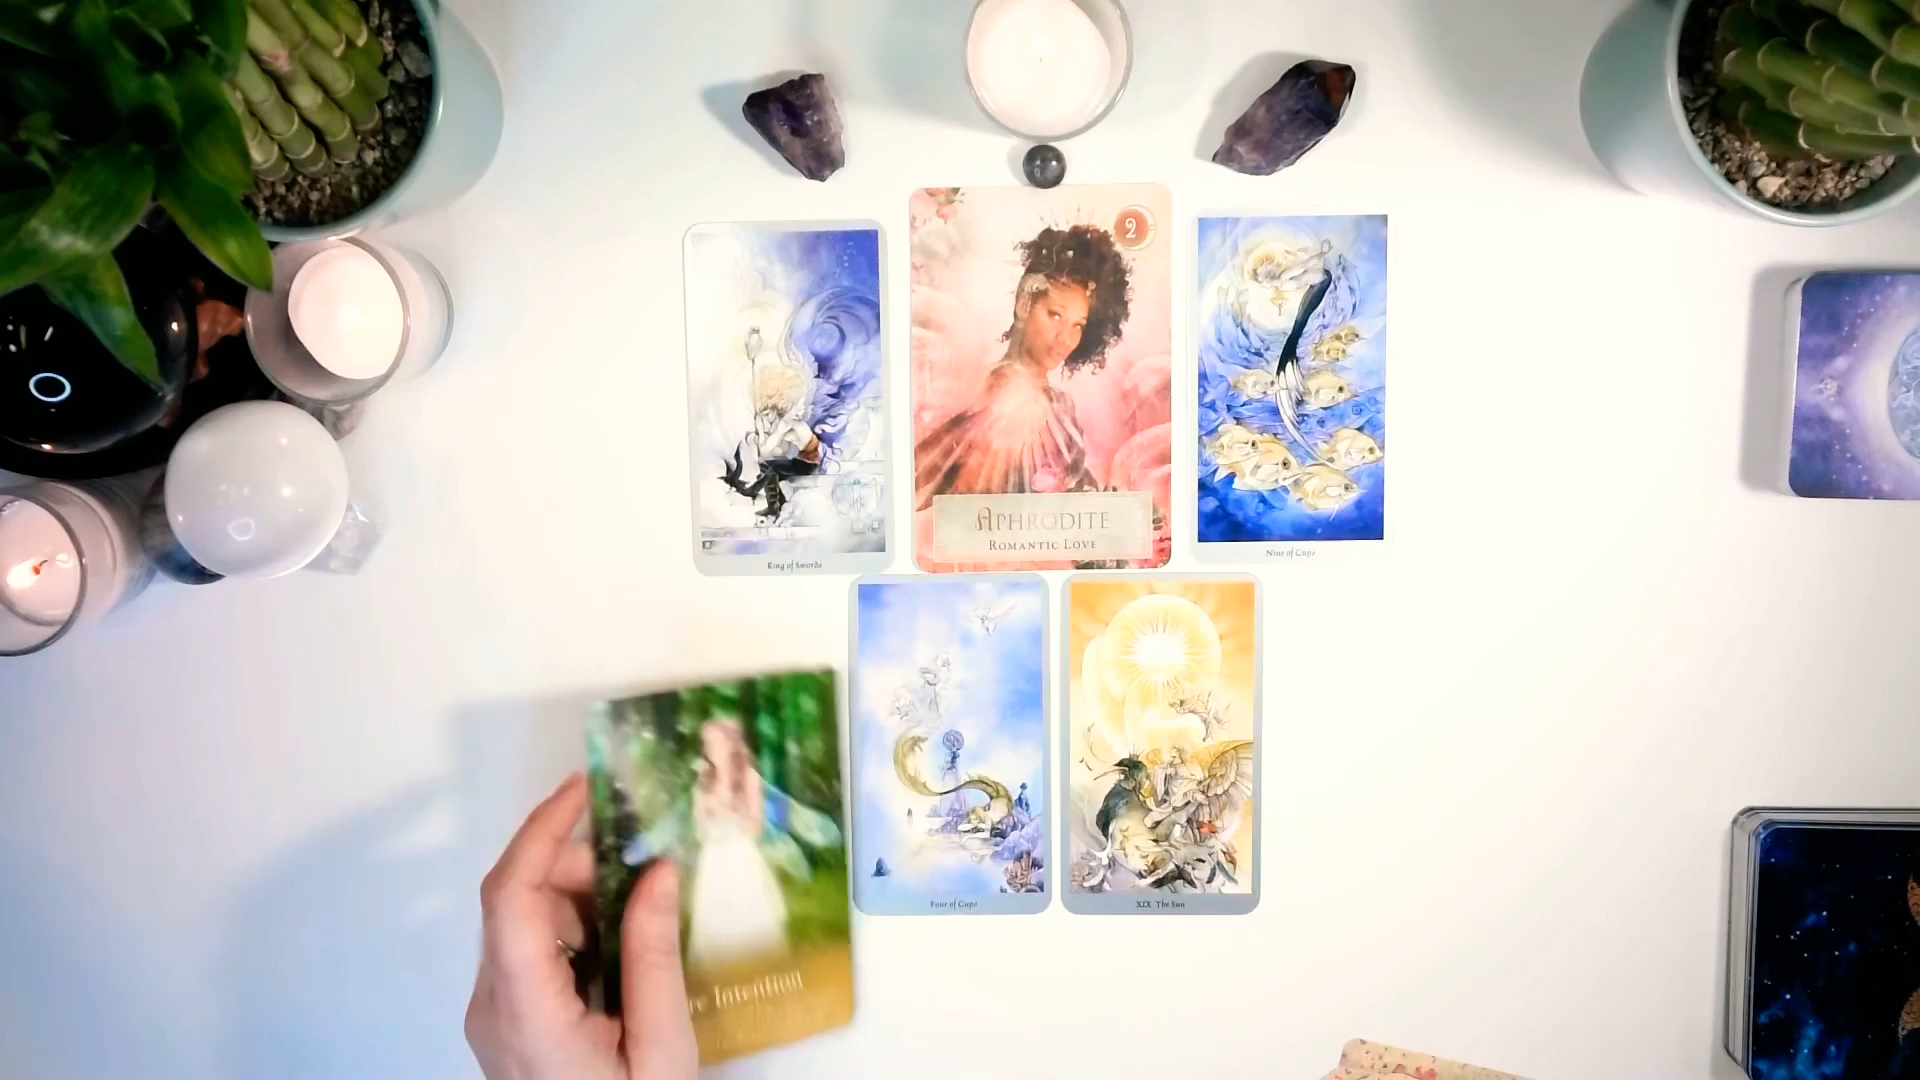 2
APHRODITE
ROMANTIC LOVE
King of Swords
Nine of Cups
Four of Cups
XIX The Sun
Intention